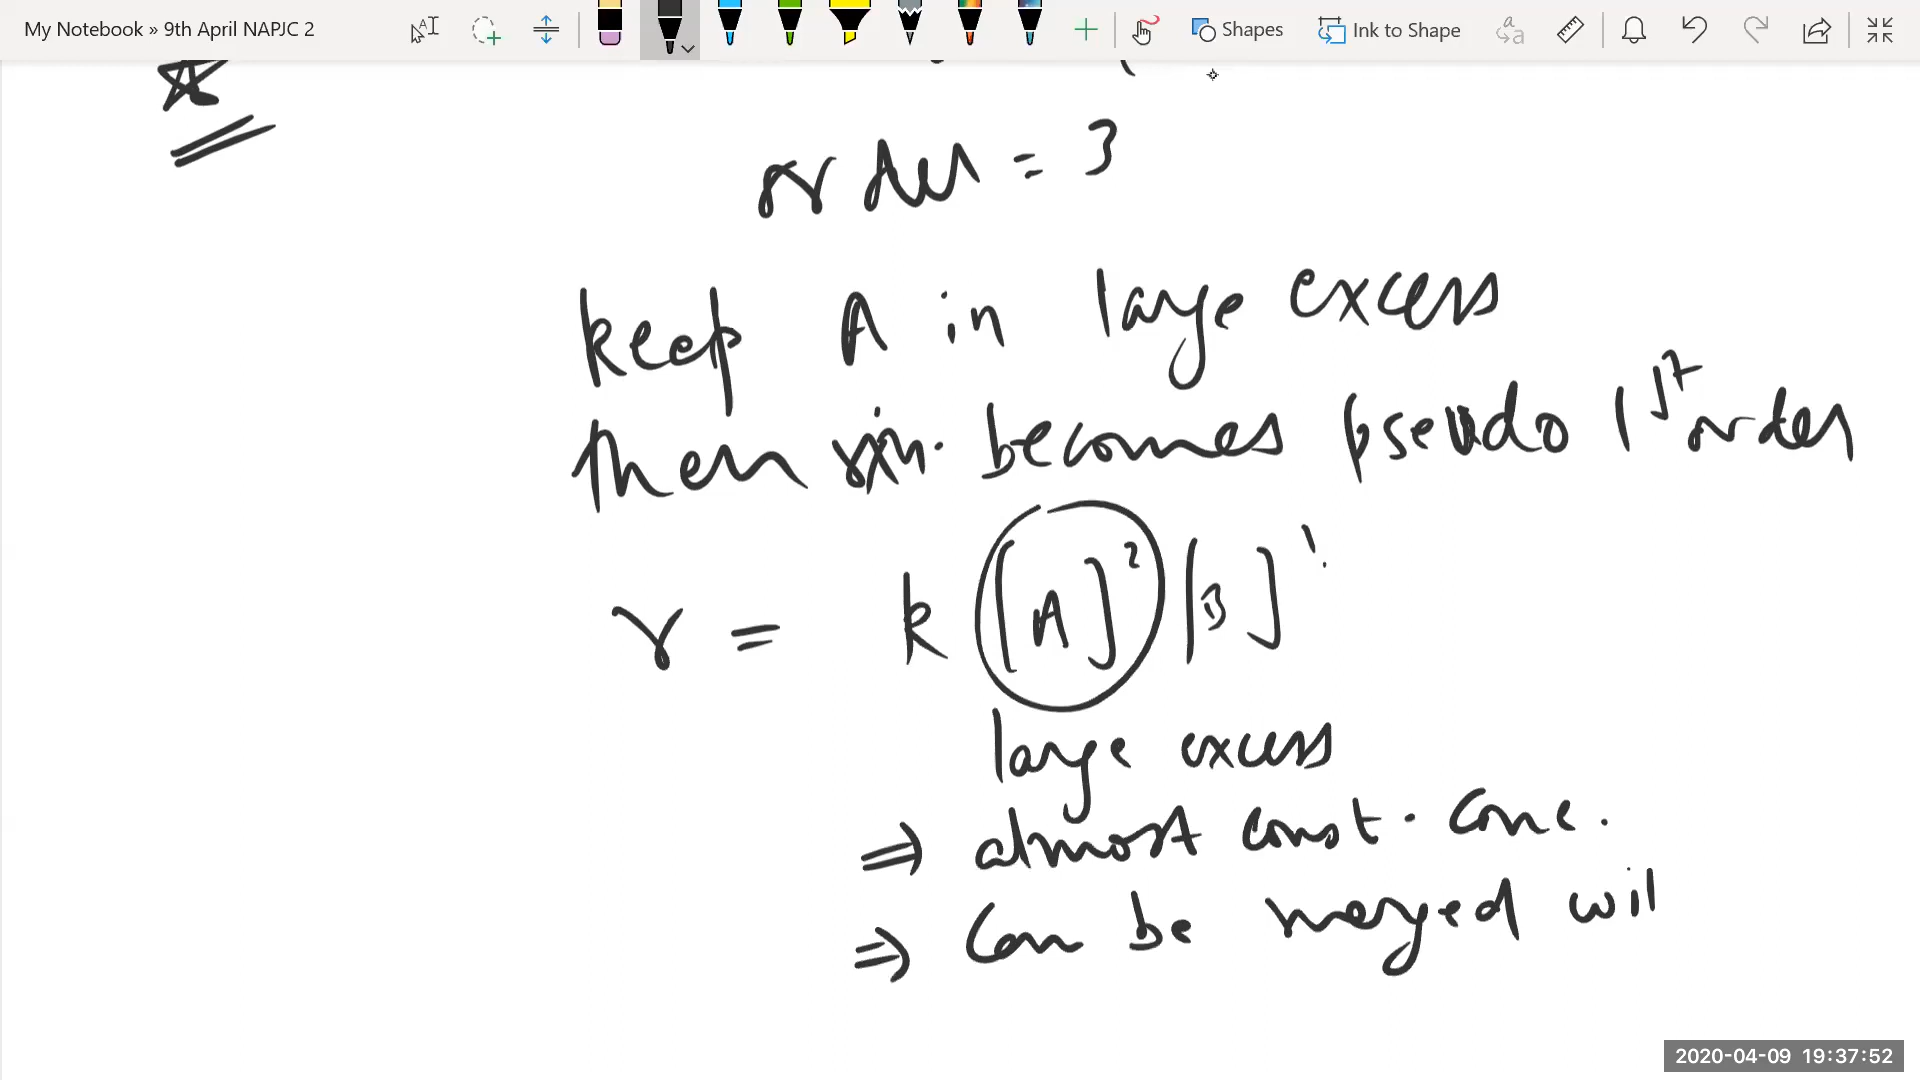 My Notebook » 9th April NAPJC 2
Shapes
Ink to Shape
order = 3
keep A in large excess
then rxn. becomes pseudo 1st order
r = k [A]² [B]¹
large excess
⇒ almost const. conc.
⇒ can be merged wil
2020-04-09 19:37:52